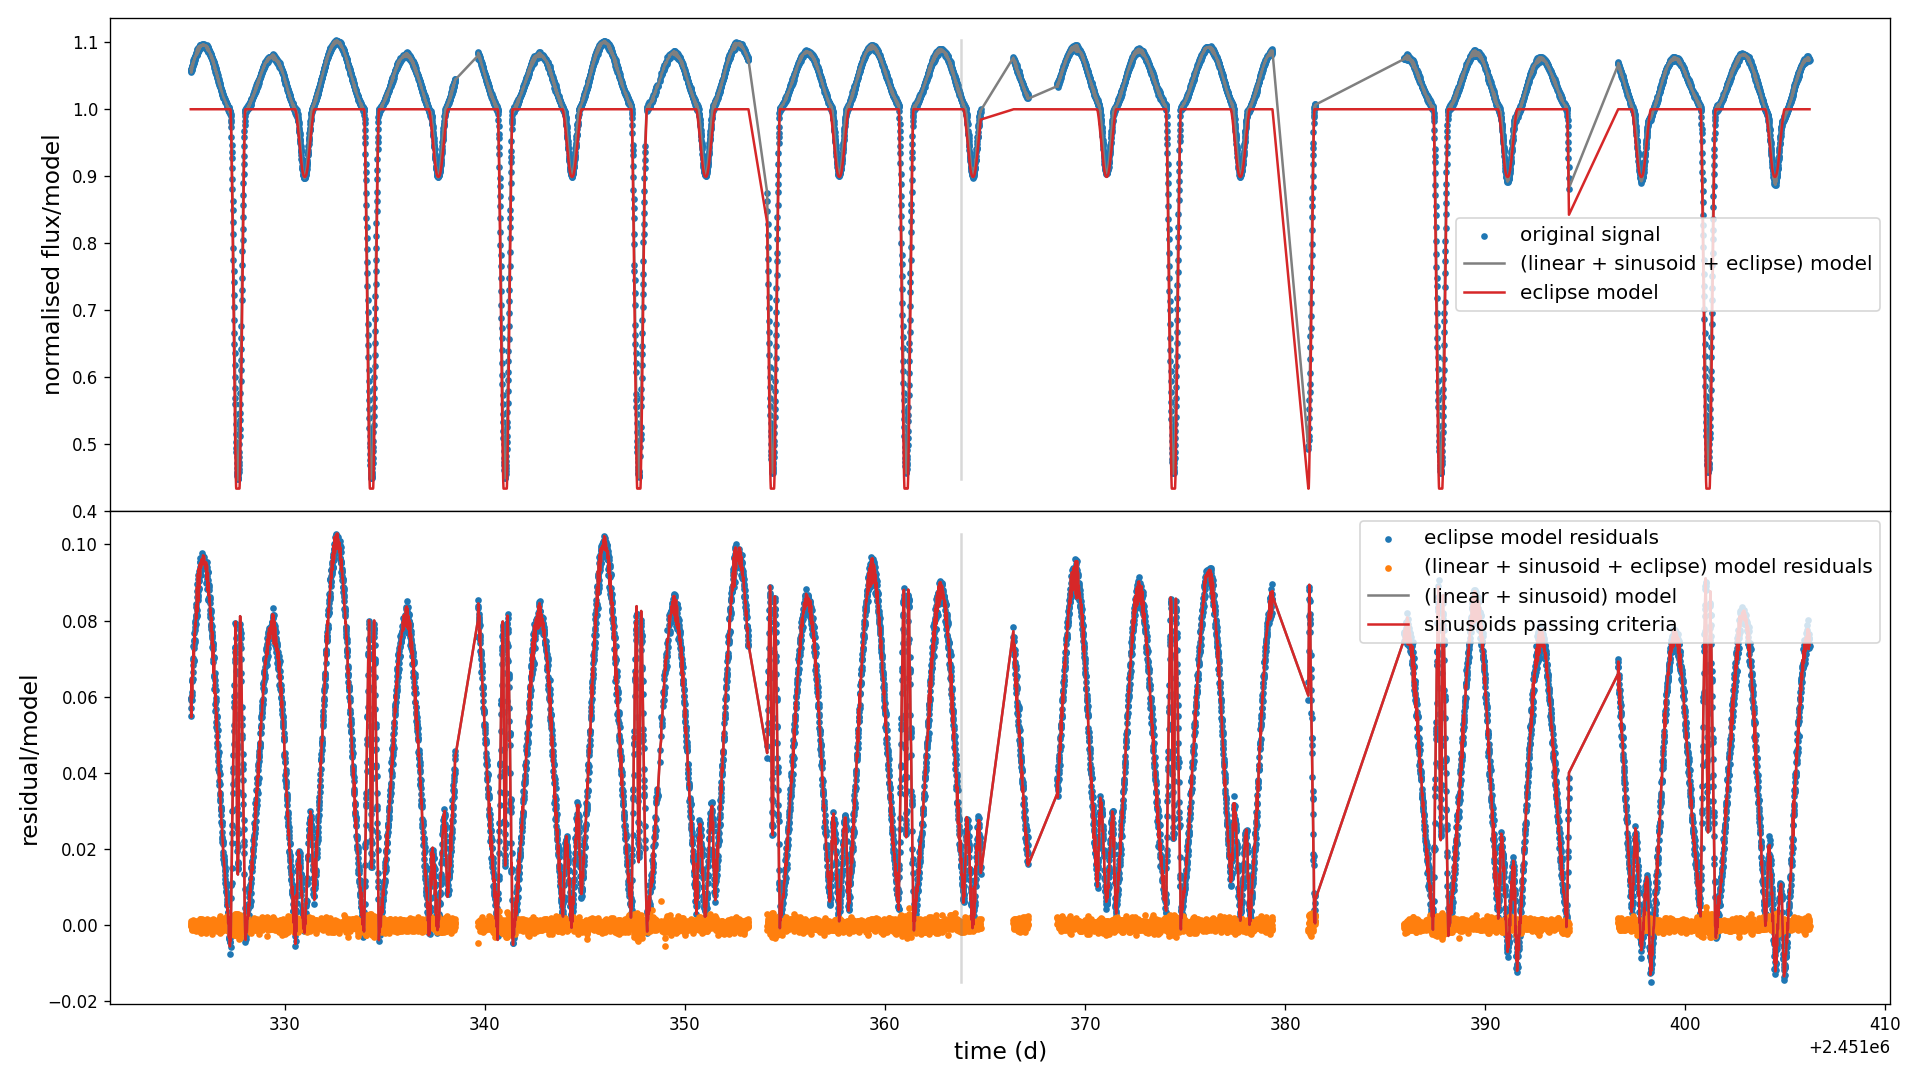 1.1
1.0
0.9
0.8
0.7
0.6
0.5
0.4
normalised flux/model
original signal
(linear + sinusoid + eclipse) model
eclipse model
0.10
0.08
0.06
0.04
0.02
0.00
−0.02
residual/model
eclipse model residuals
(linear + sinusoid + eclipse) model residuals
(linear + sinusoid) model
sinusoids passing criteria
330 340 350 360 370 380 390 400 410
time (d)
+2.451e6